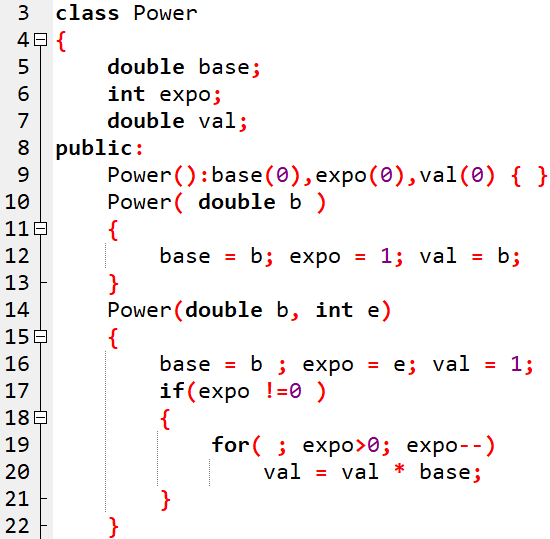 3 class Power
4 {
5 double base;
6 int expo;
7 double val;
8 public:
9 Power():base(0),expo(0),val(0) { }
10 Power( double b )
11 {
12 base = b; expo = 1; val = b;
13 }
14 Power(double b, int e)
15 {
16 base = b ; expo = e; val = 1;
17 if(expo !=0 )
18 {
19 for( ; expo>0; expo--)
20 val = val * base;
21 }
22 }